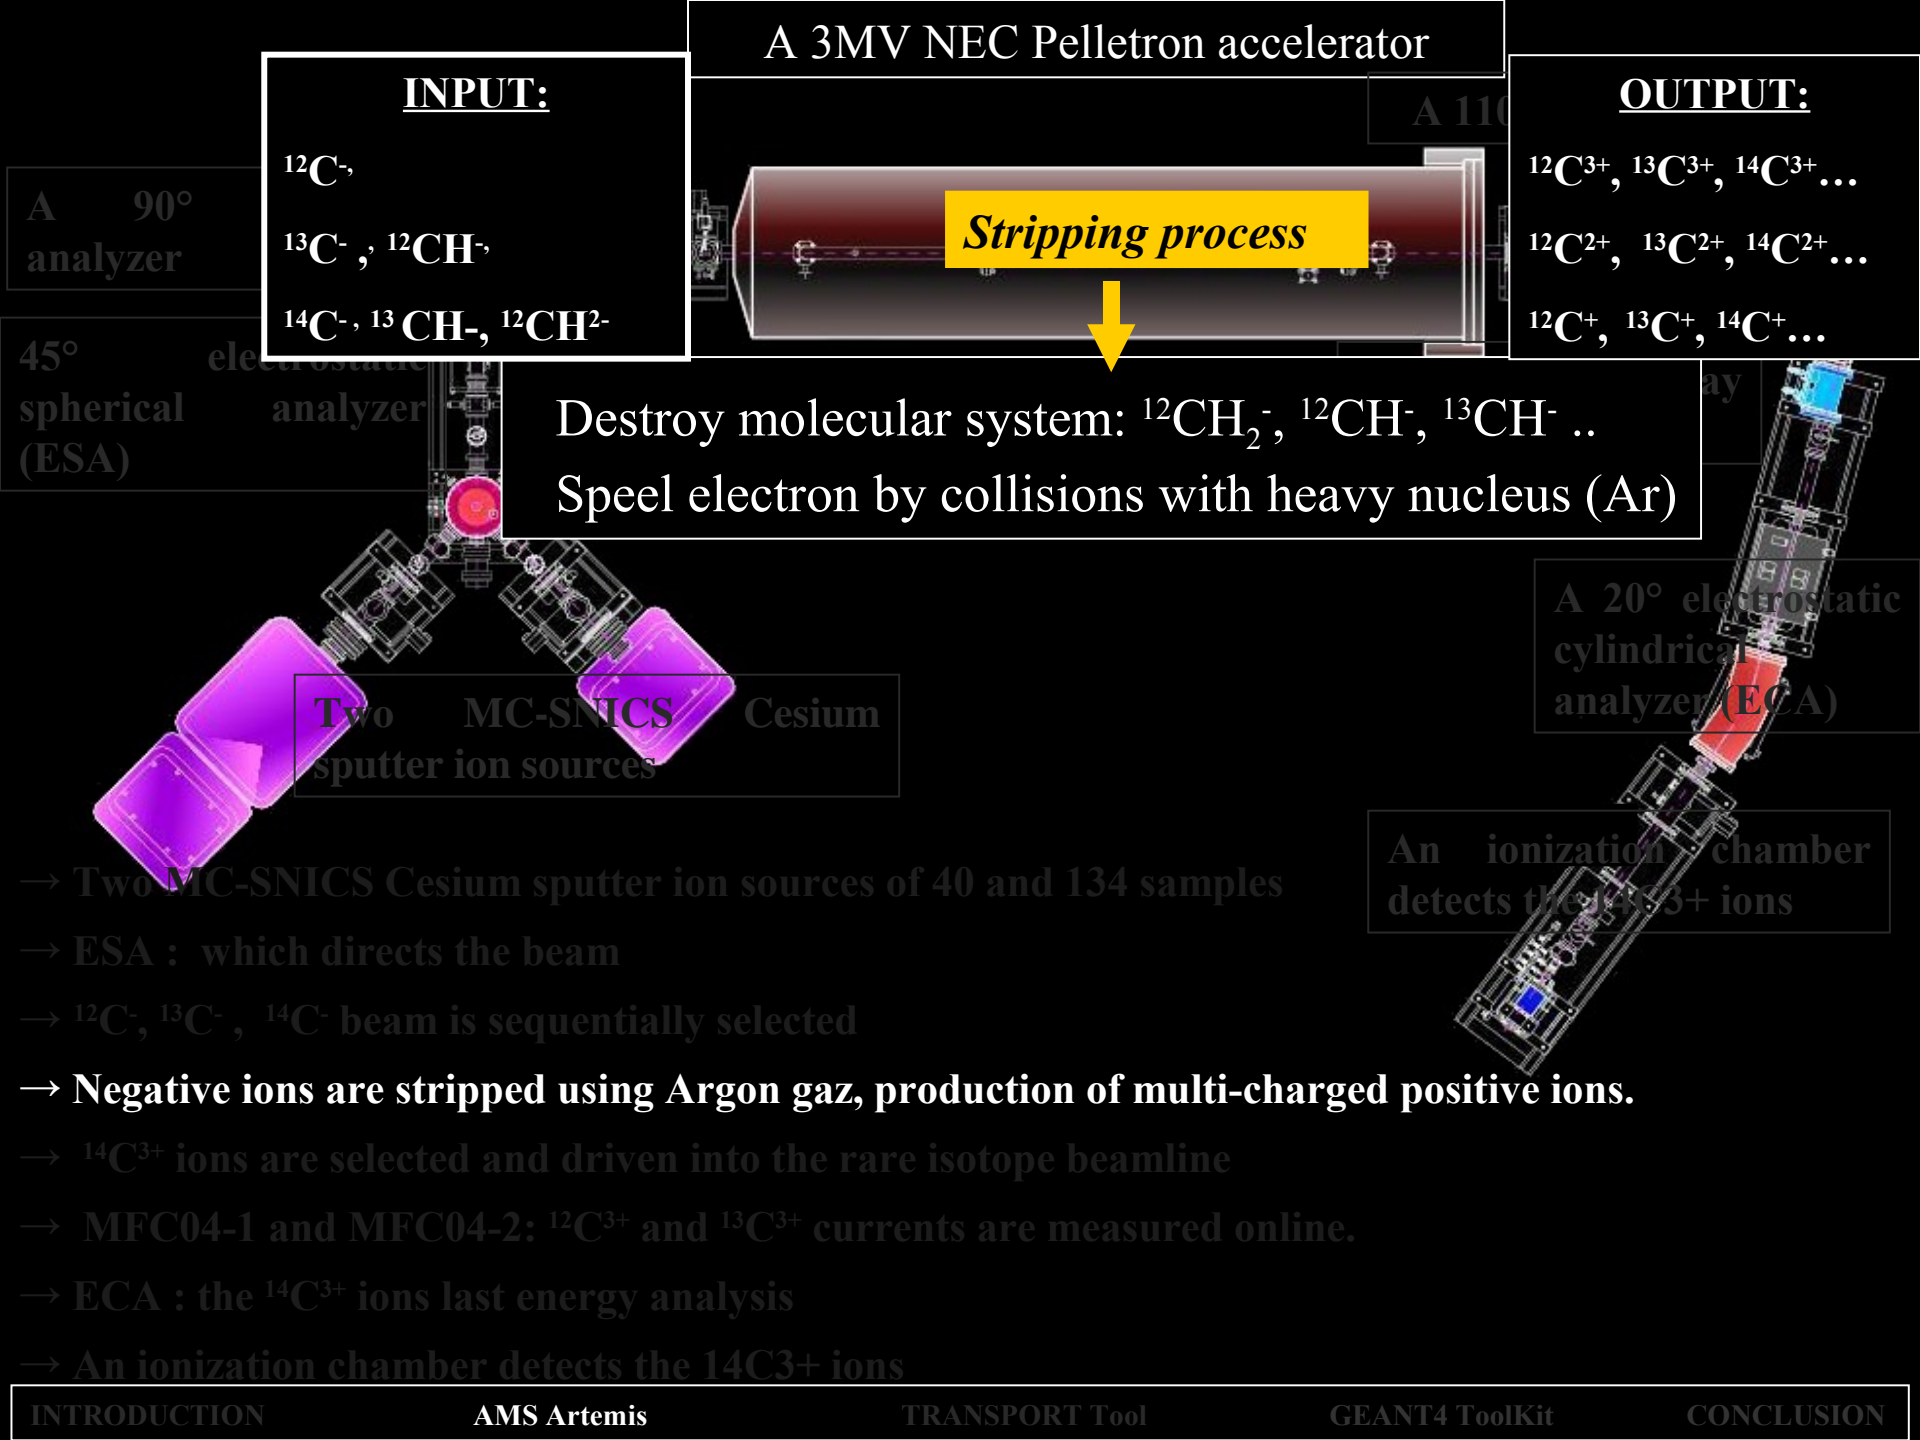 A 3MV NEC Pelletron accelerator
INPUT:
¹²C⁻,
¹³C⁻ ,, ¹²CH⁻,
¹⁴C⁻, ¹³ CH-, ¹²CH²⁻
OUTPUT:
¹²C³⁺, ¹³C³⁺, ¹⁴C³⁺…
¹²C²⁺, ¹³C²⁺, ¹⁴C²⁺…
¹²C⁺, ¹³C⁺, ¹⁴C⁺…
A 110
A 90°
analyzer
Stripping process
45° electrostatic
spherical analyzer
(ESA)
Destroy molecular system: ¹²CH₂⁻, ¹²CH⁻, ¹³CH⁻ ..
Speel electron by collisions with heavy nucleus (Ar)
A 20° electrostatic
cylindrical
analyzer (ECA)
Two MC-SNICS Cesium
sputter ion sources
An ionization chamber
detects the 14C3+ ions
→ Two MC-SNICS Cesium sputter ion sources of 40 and 134 samples
→ ESA : which directs the beam
→ ¹²C⁻, ¹³C⁻ , ¹⁴C⁻ beam is sequentially selected
→ Negative ions are stripped using Argon gaz, production of multi-charged positive ions.
→ ¹⁴C³⁺ ions are selected and driven into the rare isotope beamline
→ MFC04-1 and MFC04-2: ¹²C³⁺ and ¹³C³⁺ currents are measured online.
→ ECA : the ¹⁴C³⁺ ions last energy analysis
→ An ionization chamber detects the 14C3+ ions
INTRODUCTION AMS Artemis TRANSPORT Tool GEANT4 ToolKit CONCLUSION